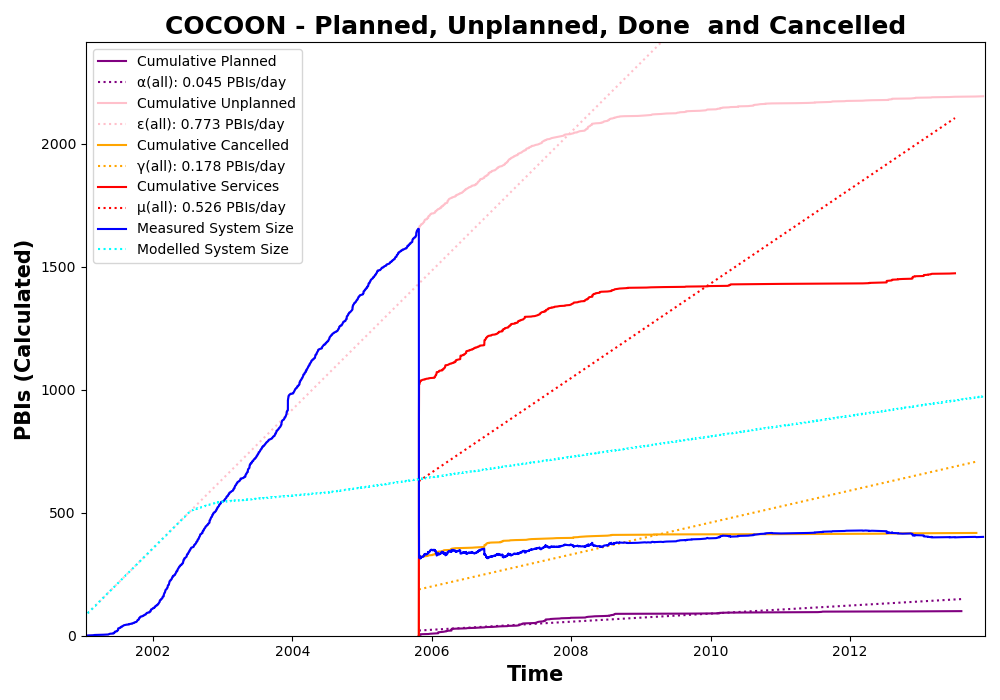 COCOON - Planned, Unplanned, Done  and Cancelled
Cumulative Planned
α(all): 0.045 PBIs/day
Cumulative Unplanned
ε(all): 0.773 PBIs/day
Cumulative Cancelled
γ(all): 0.178 PBIs/day
Cumulative Services
μ(all): 0.526 PBIs/day
Measured System Size
Modelled System Size
PBIs (Calculated)
2000
1500
1000
500
0
2002 2004 2006 2008 2010 2012
Time